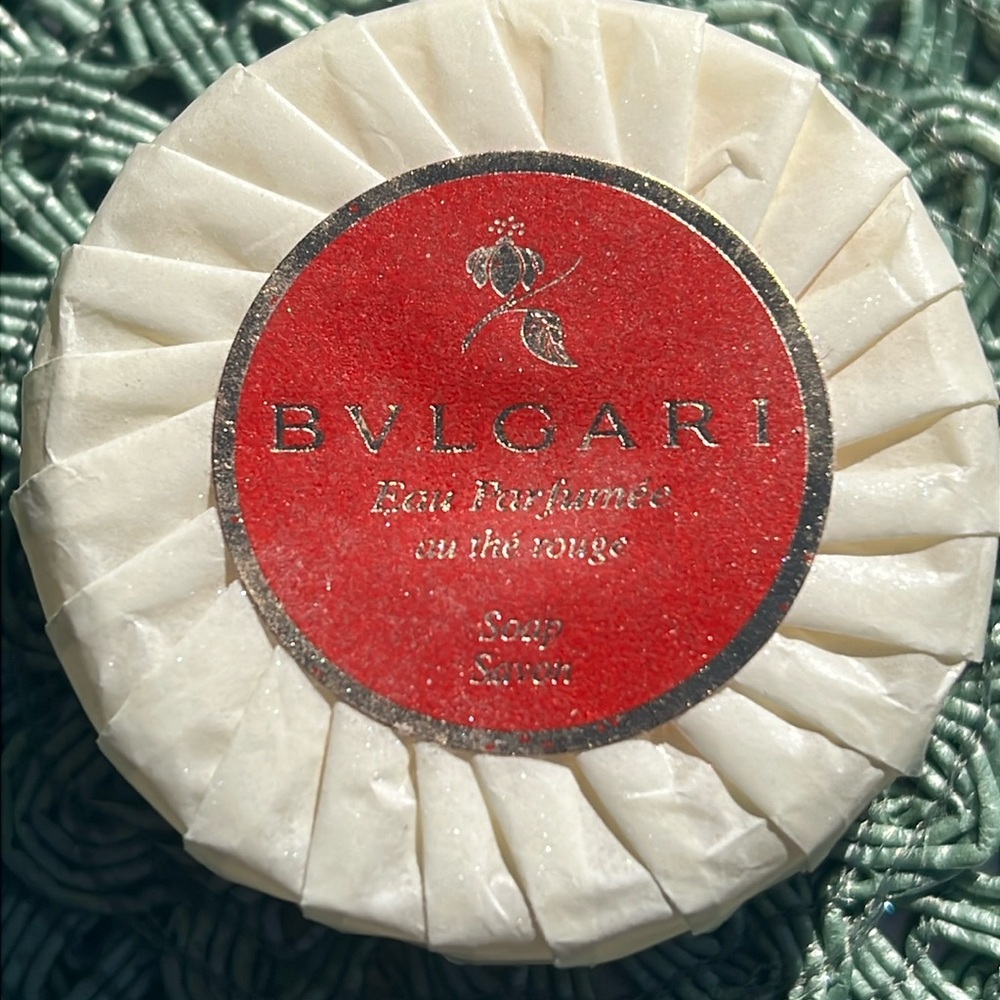 BVLGARI
Eau Parfumée
au thé rouge
Soap
Savon